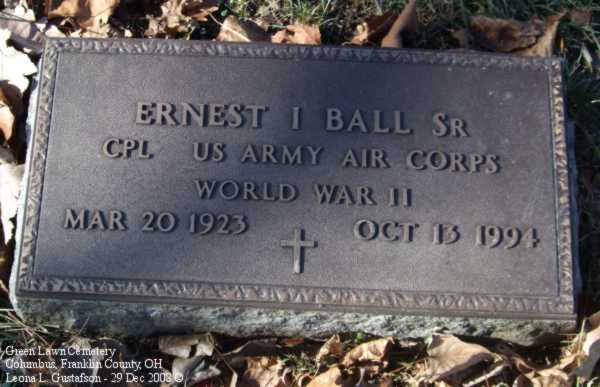 ERNEST I BALL SR
CPL US ARMY AIR CORPS
WORLD WAR II
MAR 20 1923 OCT 13 1994
Green Lawn Cemetery
Columbus, Franklin County, OH
Leona L. Gustafson - 29 Dec 2008 ©